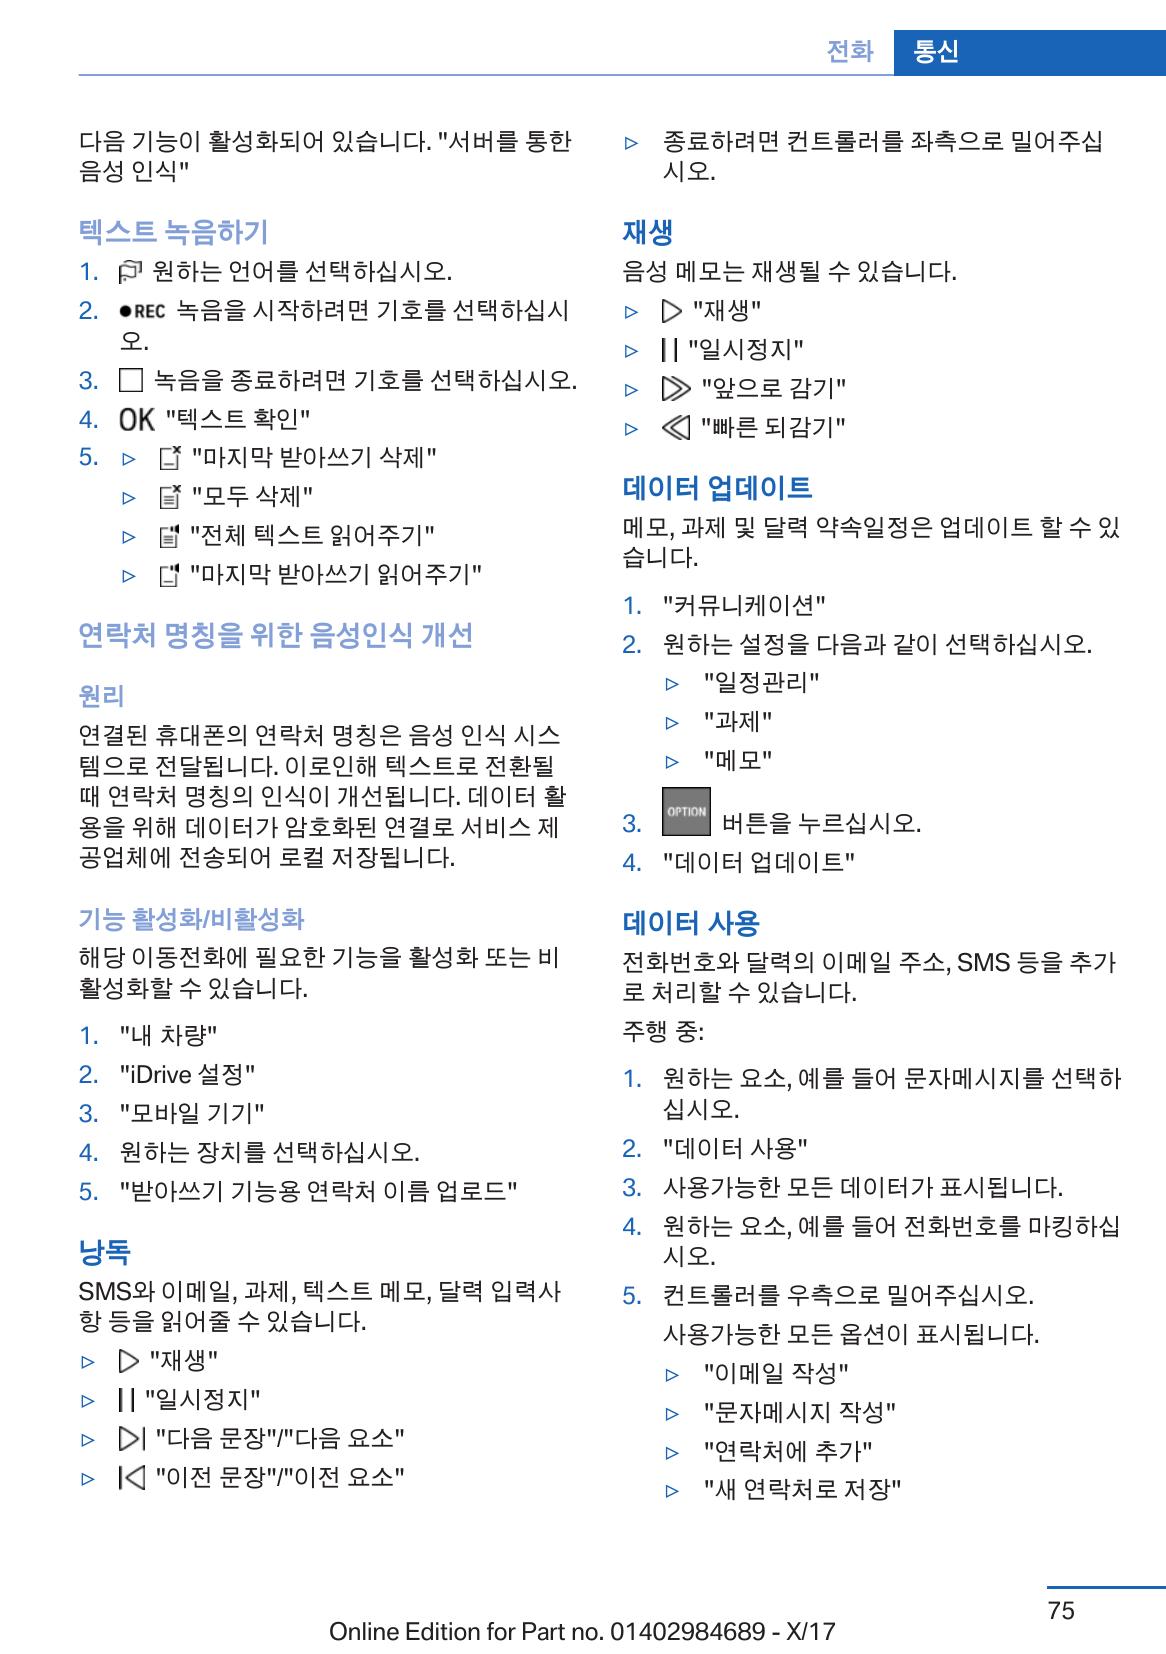 전화 통신
다음 기능이 활성화되어 있습니다. "서버를 통한
음성 인식"
텍스트 녹음하기
1. 원하는 언어를 선택하십시오.
2. ●REC 녹음을 시작하려면 기호를 선택하십시
오.
3. 녹음을 종료하려면 기호를 선택하십시오.
4. OK "텍스트 확인"
5. ▷ "마지막 받아쓰기 삭제"
▷ "모두 삭제"
▷ "전체 텍스트 읽어주기"
▷ "마지막 받아쓰기 읽어주기"
연락처 명칭을 위한 음성인식 개선
원리
연결된 휴대폰의 연락처 명칭은 음성 인식 시스
템으로 전달됩니다. 이로인해 텍스트로 전환될
때 연락처 명칭의 인식이 개선됩니다. 데이터 활
용을 위해 데이터가 암호화된 연결로 서비스 제
공업체에 전송되어 로컬 저장됩니다.
기능 활성화/비활성화
해당 이동전화에 필요한 기능을 활성화 또는 비
활성화할 수 있습니다.
1. "내 차량"
2. "iDrive 설정"
3. "모바일 기기"
4. 원하는 장치를 선택하십시오.
5. "받아쓰기 기능용 연락처 이름 업로드"
낭독
SMS와 이메일, 과제, 텍스트 메모, 달력 입력사
항 등을 읽어줄 수 있습니다.
▷ "재생"
▷ "일시정지"
▷ "다음 문장"/"다음 요소"
▷ "이전 문장"/"이전 요소"
▷ 종료하려면 컨트롤러를 좌측으로 밀어주십
시오.
재생
음성 메모는 재생될 수 있습니다.
▷ "재생"
▷ "일시정지"
▷ "앞으로 감기"
▷ "빠른 되감기"
데이터 업데이트
메모, 과제 및 달력 약속일정은 업데이트 할 수 있
습니다.
1. "커뮤니케이션"
2. 원하는 설정을 다음과 같이 선택하십시오.
▷ "일정관리"
▷ "과제"
▷ "메모"
3. OPTION 버튼을 누르십시오.
4. "데이터 업데이트"
데이터 사용
전화번호와 달력의 이메일 주소, SMS 등을 추가
로 처리할 수 있습니다.
주행 중:
1. 원하는 요소, 예를 들어 문자메시지를 선택하
십시오.
2. "데이터 사용"
3. 사용가능한 모든 데이터가 표시됩니다.
4. 원하는 요소, 예를 들어 전화번호를 마킹하십
시오.
5. 컨트롤러를 우측으로 밀어주십시오.
사용가능한 모든 옵션이 표시됩니다.
▷ "이메일 작성"
▷ "문자메시지 작성"
▷ "연락처에 추가"
▷ "새 연락처로 저장"
75
Online Edition for Part no. 01402984689 - X/17